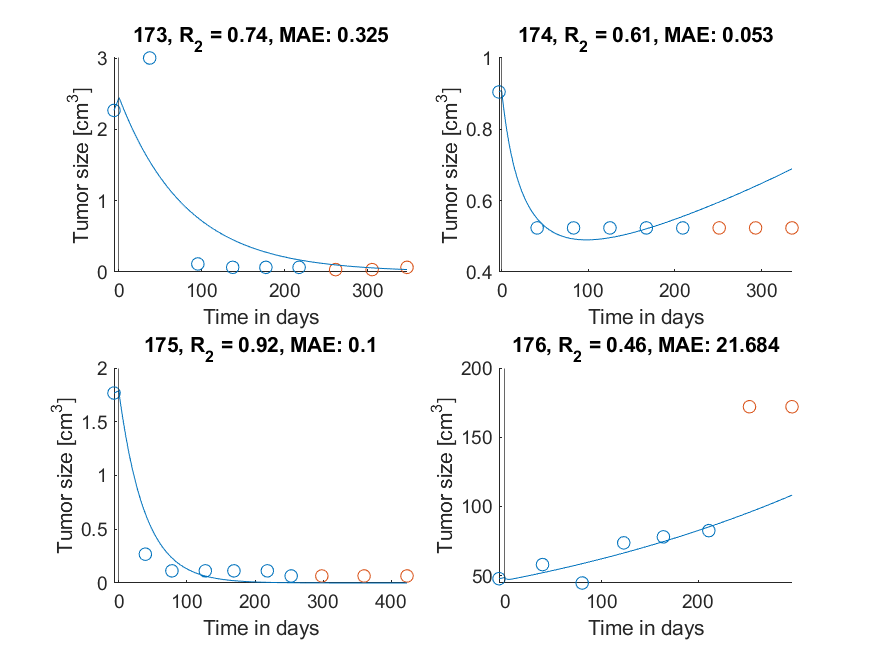 173, R2 = 0.74, MAE: 0.325
3
2
1
0
Tumor size [cm3]
0 100 200 300
Time in days
174, R2 = 0.61, MAE: 0.053
1
0.8
0.6
0.4
Tumor size [cm3]
0 100 200 300
Time in days
175, R2 = 0.92, MAE: 0.1
2
1.5
1
0.5
0
Tumor size [cm3]
0 100 200 300 400
Time in days
176, R2 = 0.46, MAE: 21.684
200
150
100
50
Tumor size [cm3]
0 100 200
Time in days